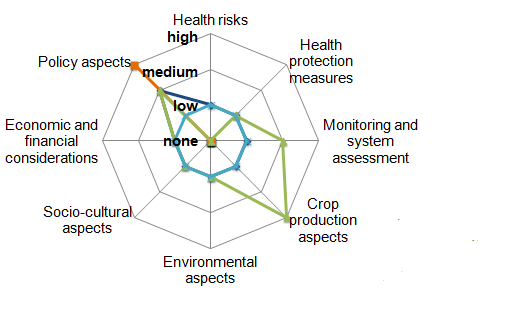 Health risks
high
Health
protection
measures
Policy aspects
medium
low
Economic and
financial
considerations
none
Monitoring and
system
assessment
Socio-cultural
aspects
Crop
production
aspects
Environmental
aspects